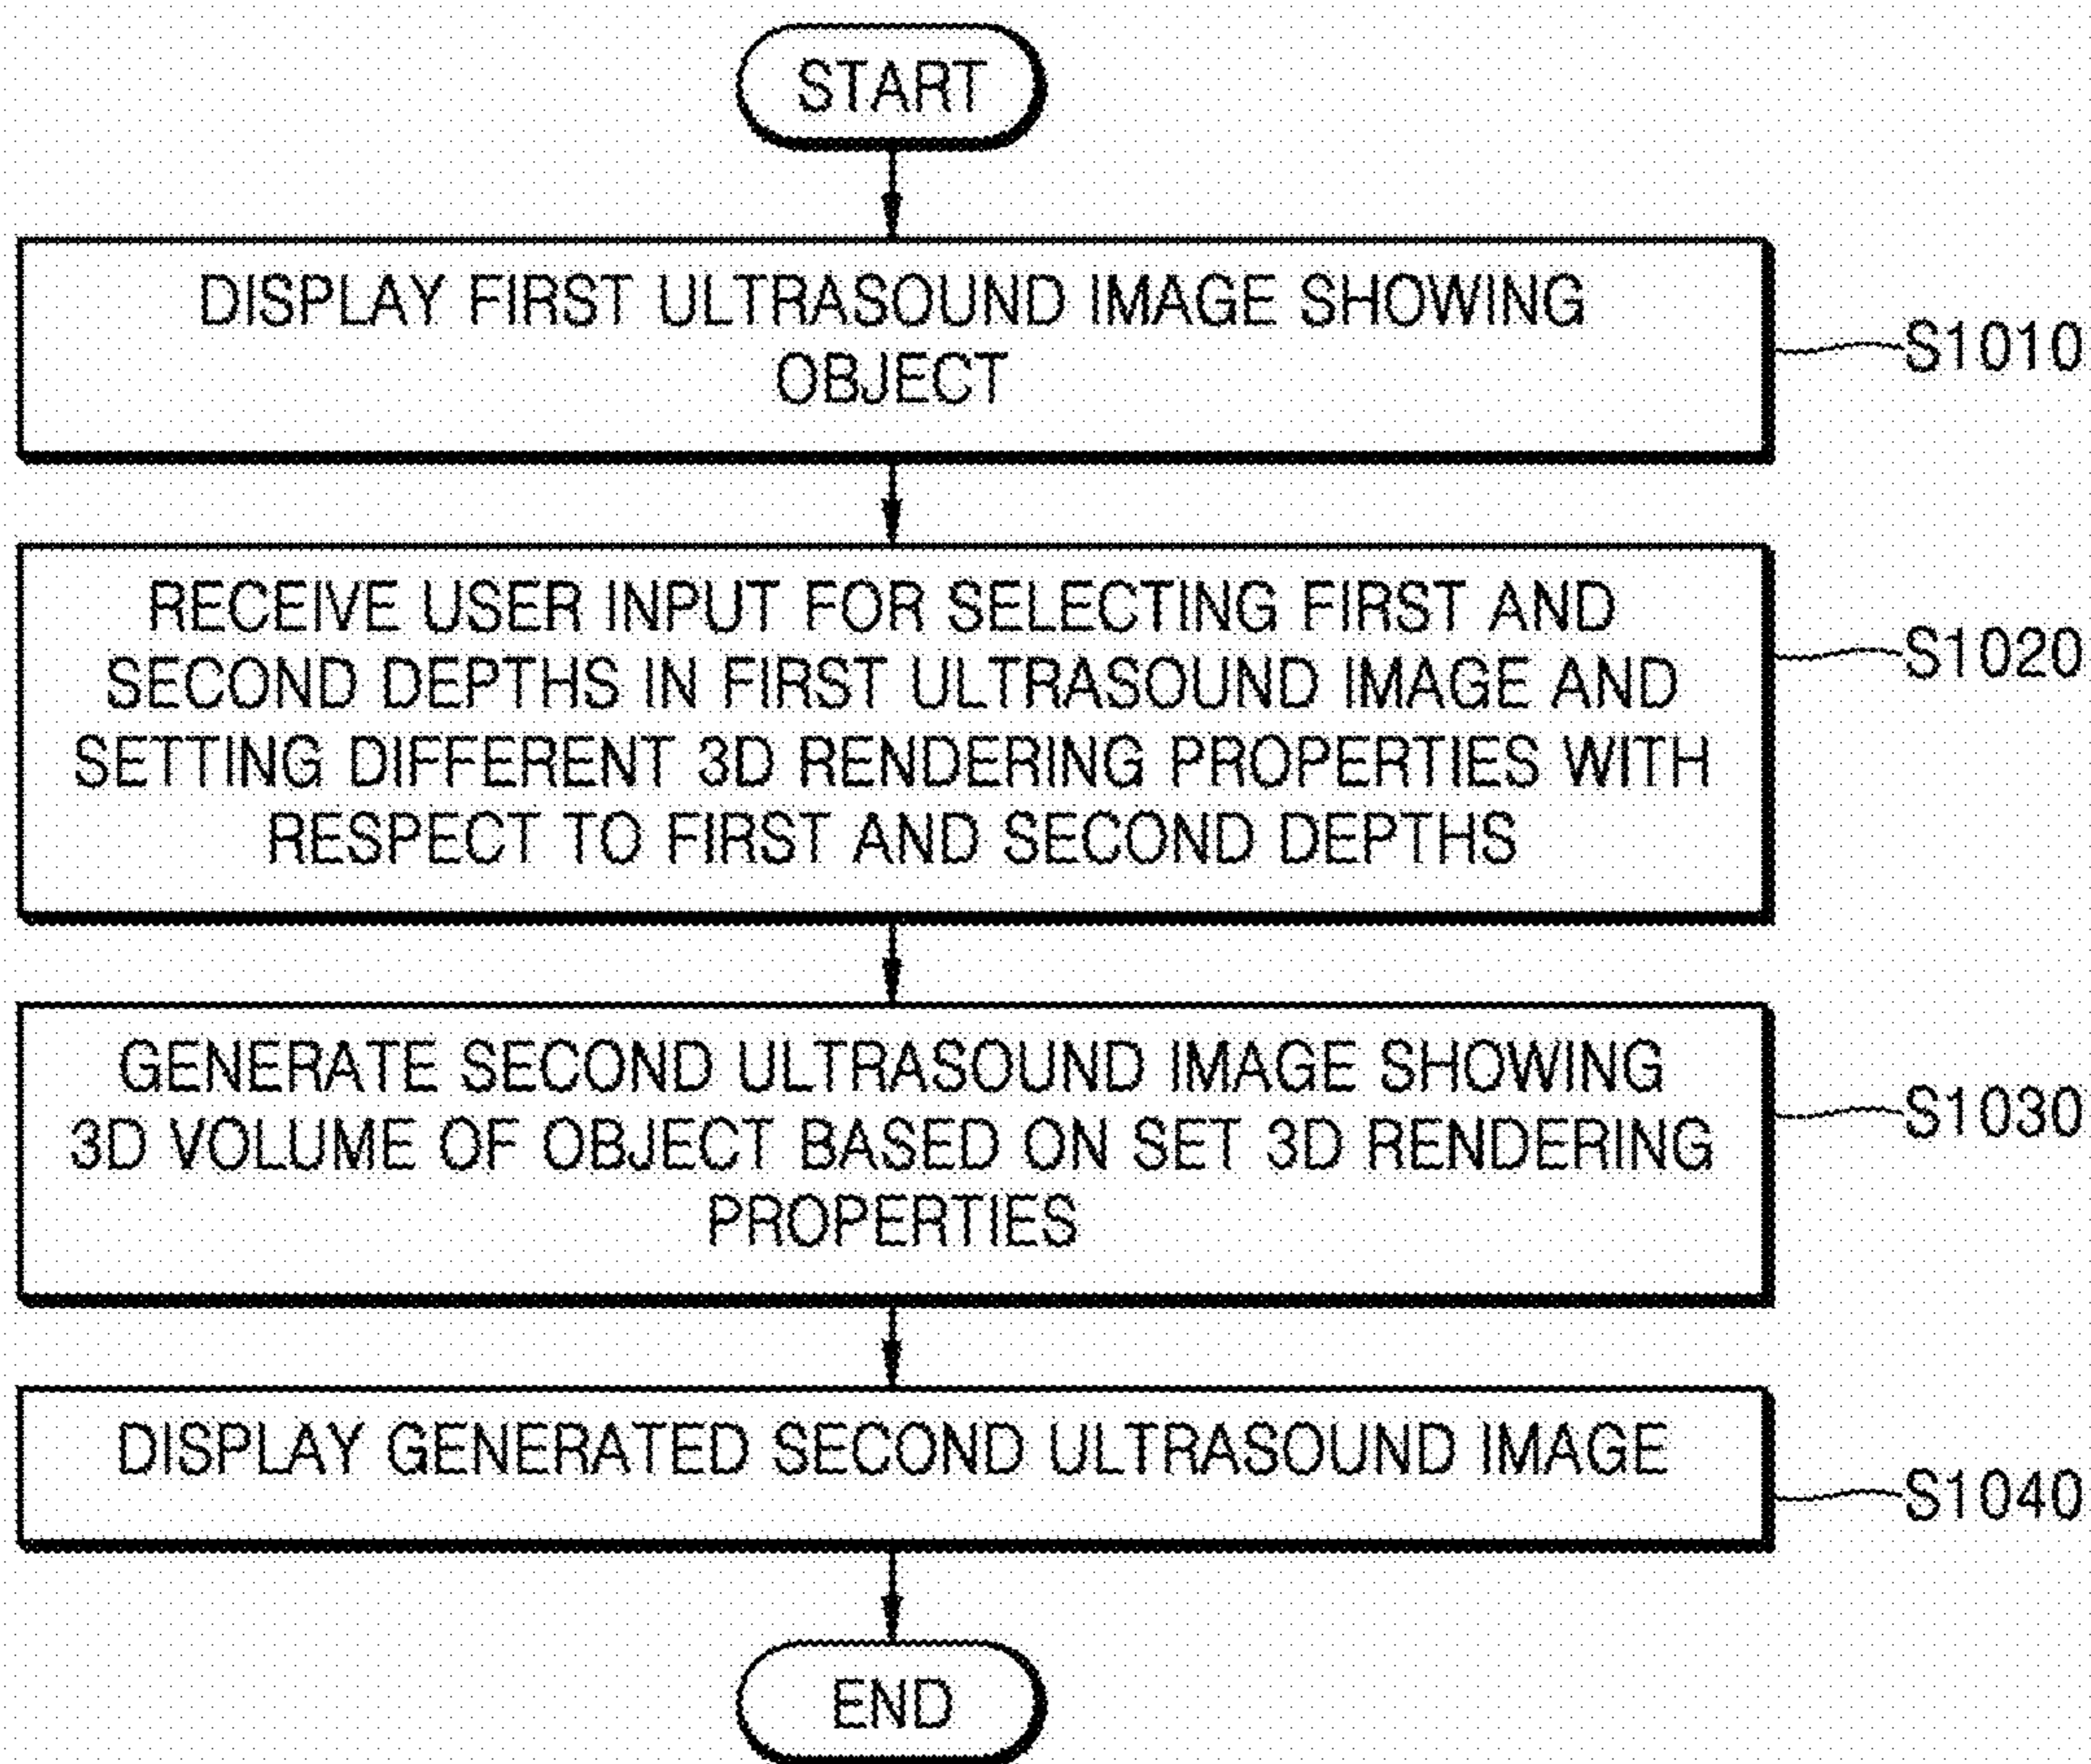 START
DISPLAY FIRST ULTRASOUND IMAGE SHOWING
OBJECT
S1010
RECEIVE USER INPUT FOR SELECTING FIRST AND
SECOND DEPTHS IN FIRST ULTRASOUND IMAGE AND
SETTING DIFFERENT 3D RENDERING PROPERTIES WITH
RESPECT TO FIRST AND SECOND DEPTHS
S1020
GENERATE SECOND ULTRASOUND IMAGE SHOWING
3D VOLUME OF OBJECT BASED ON SET 3D RENDERING
PROPERTIES
S1030
DISPLAY GENERATED SECOND ULTRASOUND IMAGE
S1040
END